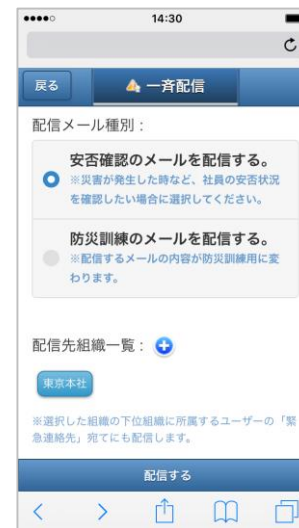 14:30
戻る
一斉配信
配信メール種別：
安否確認のメールを配信する。
※災害が発生した時など、社員の安否状況
を確認したい場合に選択してください。
防災訓練のメールを配信する。
※配信するメールの内容が防災訓練用に変
わります。
配信先組織一覧：
東京本社
※選択した組織の下位組織に所属するユーザーの「緊
急連絡先」宛てにも配信します。
配信する